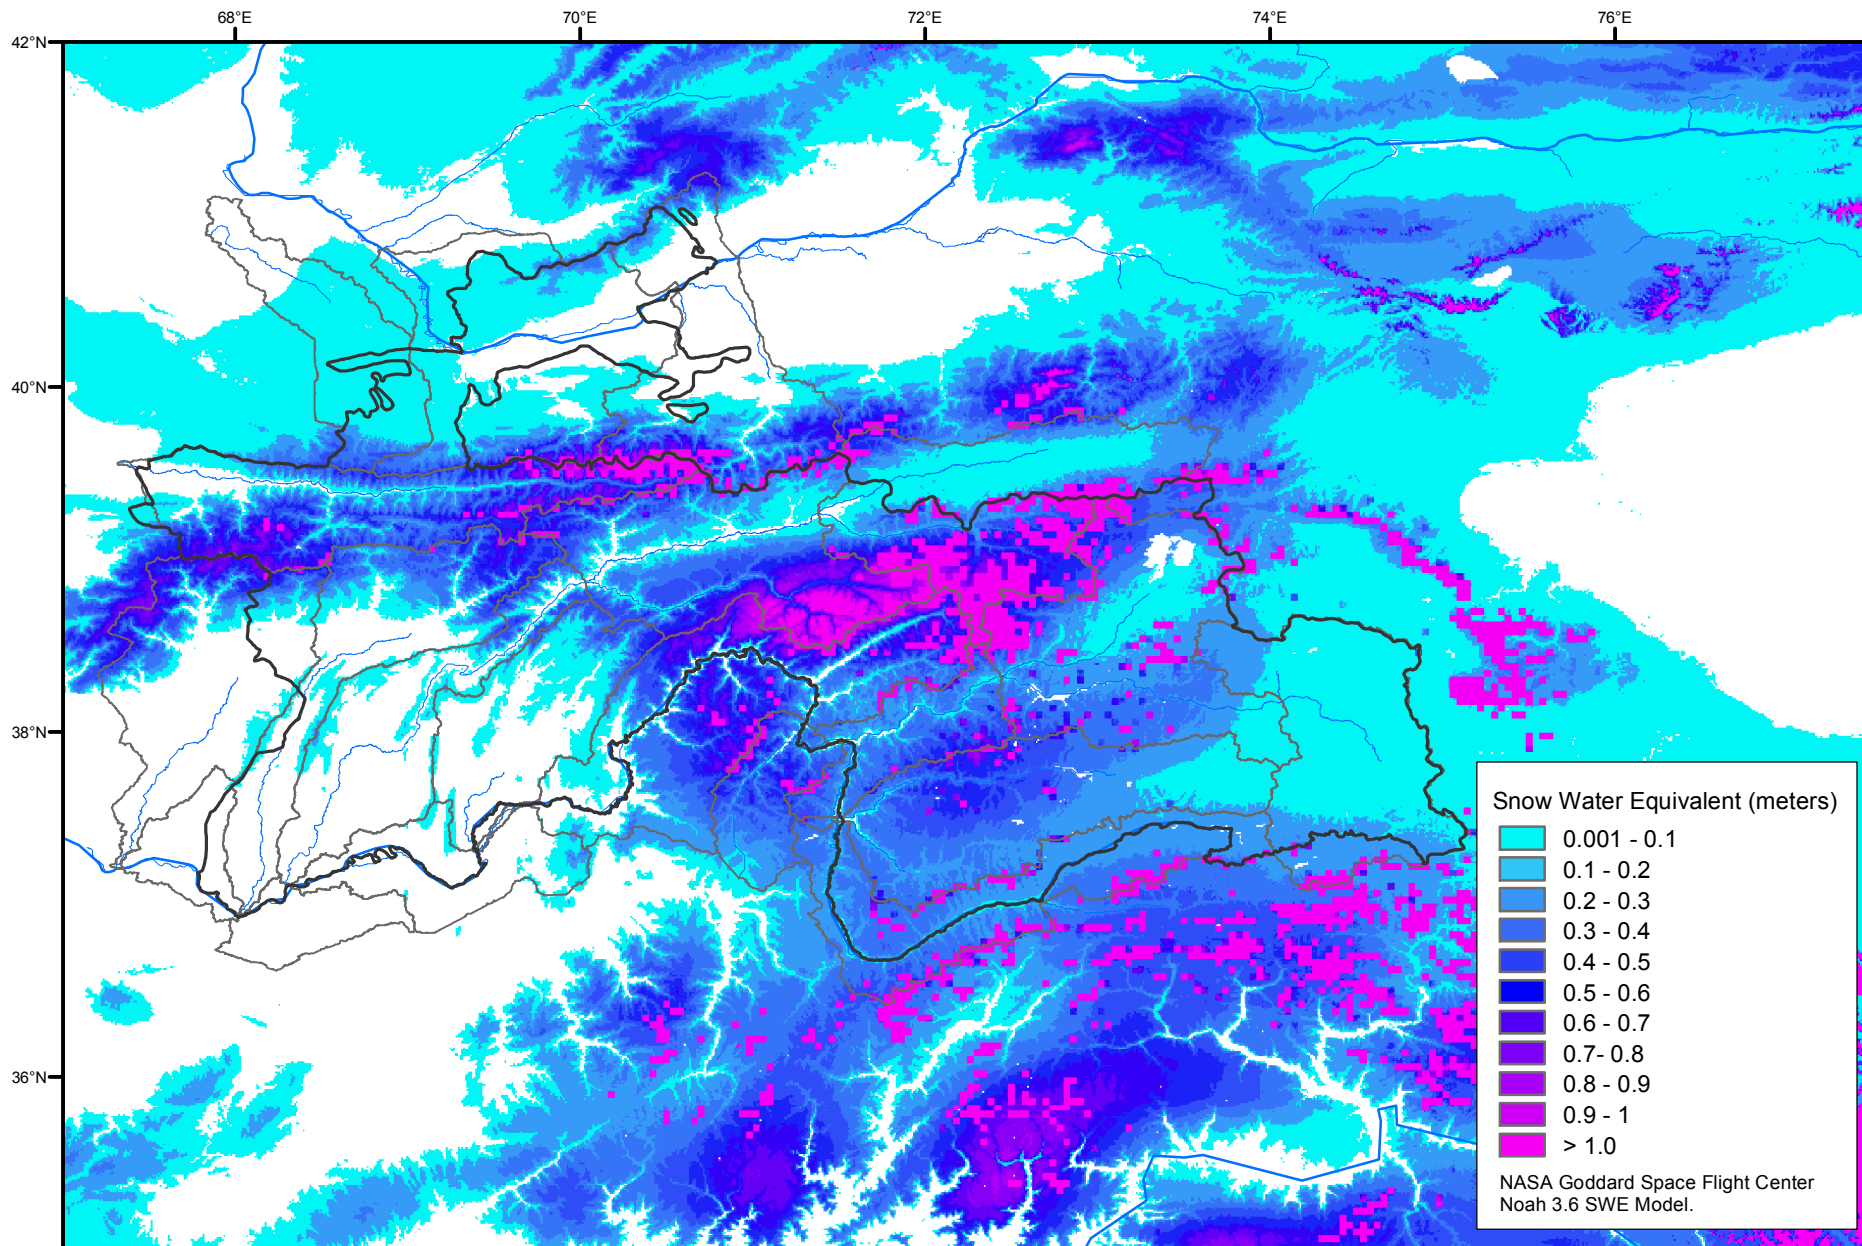 68°E 70°E 72°E 74°E 76°E
42°N
40°N
38°N
36°N
Snow Water Equivalent (meters)
0.001 - 0.1
0.1 - 0.2
0.2 - 0.3
0.3 - 0.4
0.4 - 0.5
0.5 - 0.6
0.6 - 0.7
0.7- 0.8
0.8 - 0.9
0.9 - 1
> 1.0
NASA Goddard Space Flight Center
Noah 3.6 SWE Model.